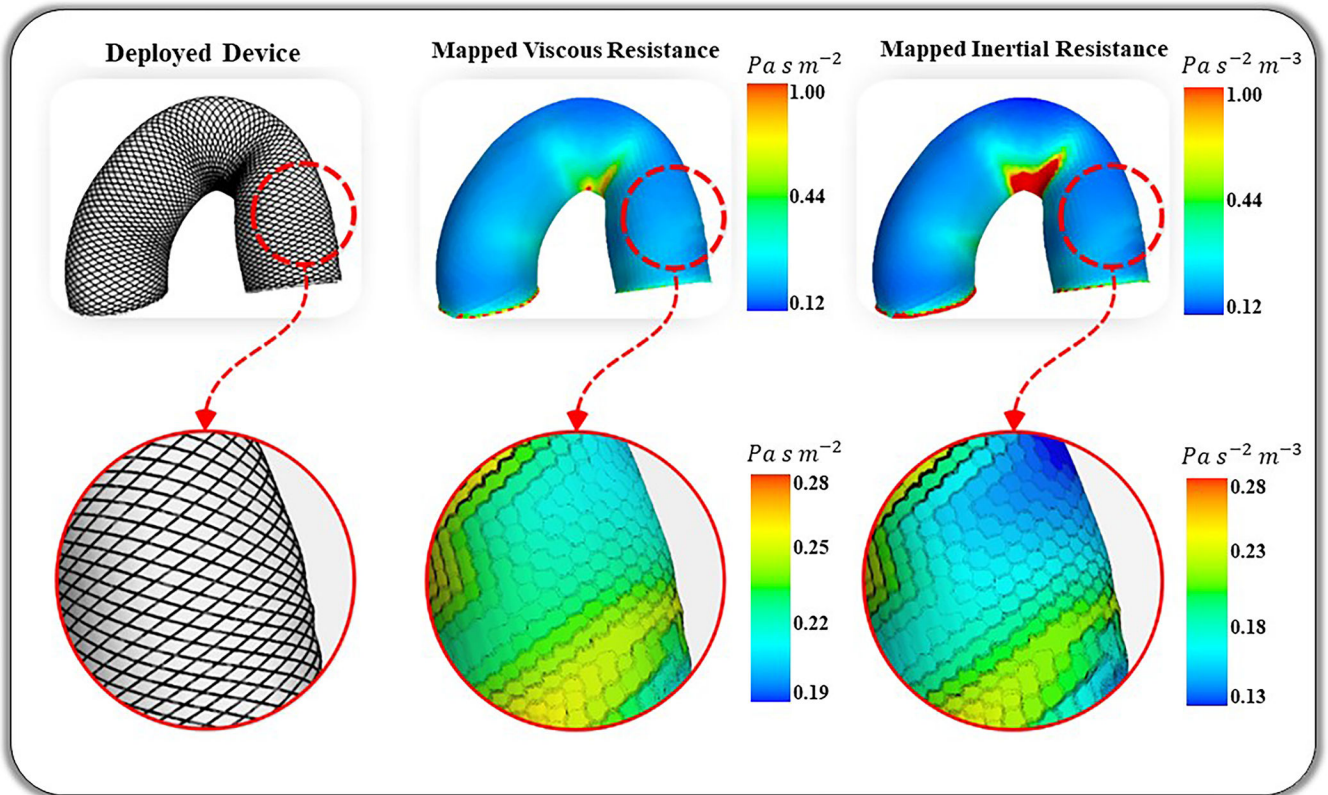 Deployed Device
Mapped Viscous Resistance
Mapped Inertial Resistance
Pa s m⁻²
1.00
0.44
0.12
Pa s⁻² m⁻³
1.00
0.44
0.12
Pa s m⁻²
0.28
0.25
0.22
0.19
Pa s⁻² m⁻³
0.28
0.23
0.18
0.13